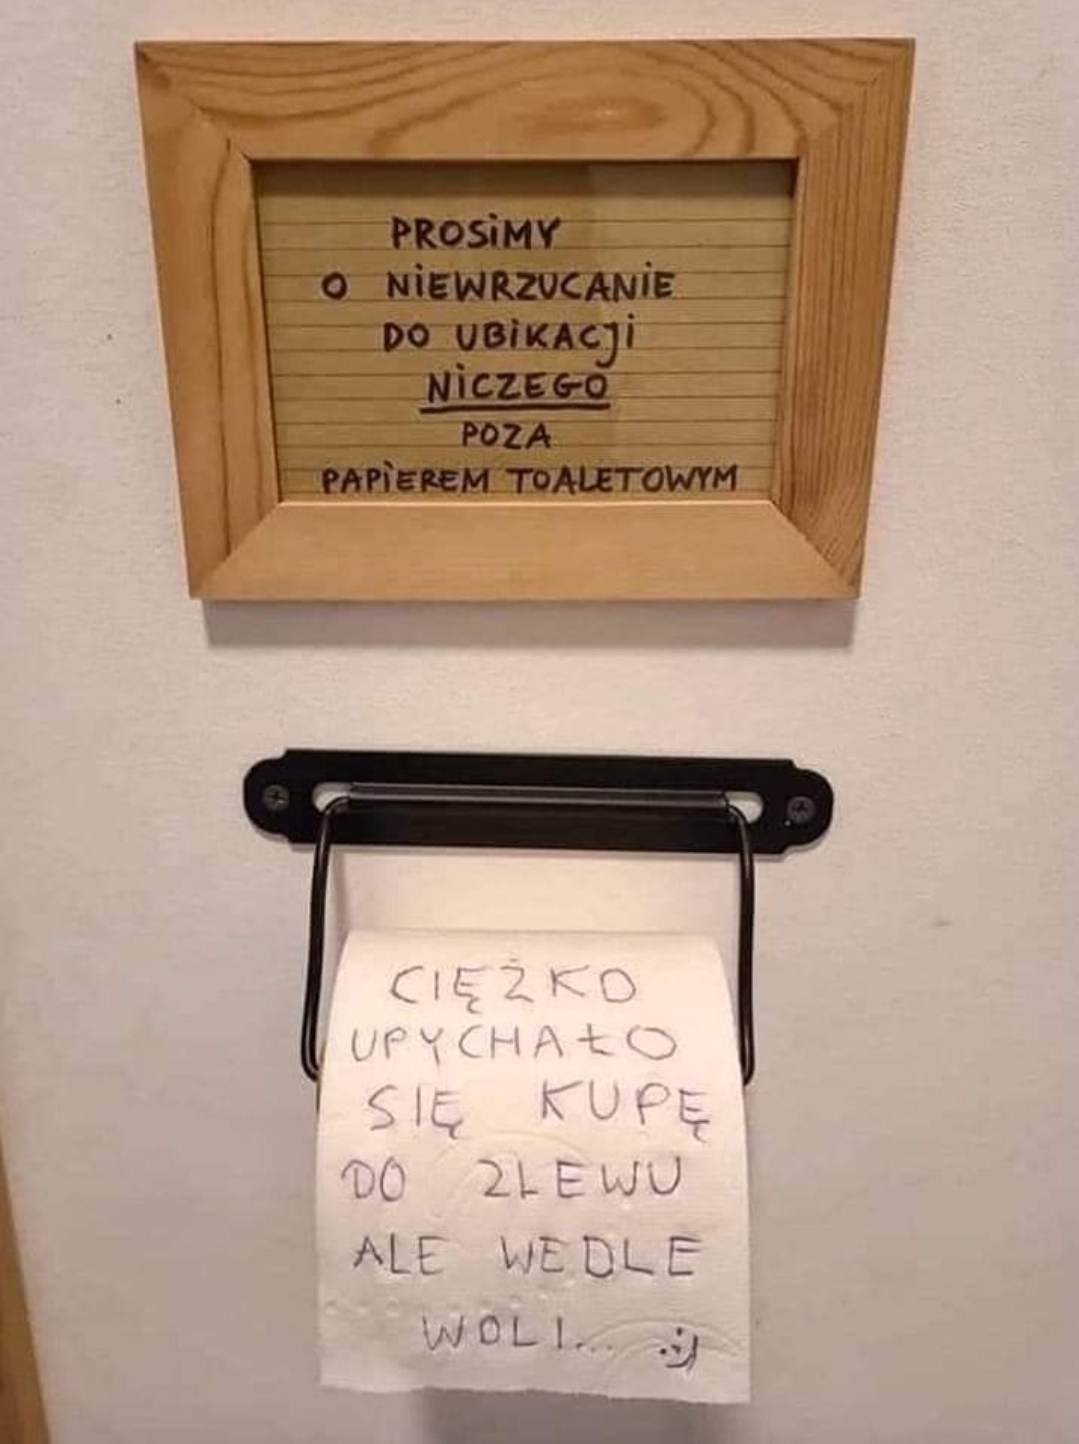 PROSiMY
O NiEWRZUCANiE
DO UBiKACJi
NiCZEGO
POZA
PAPiEREM TOALETOWYM
CIĘŻKO
UPYCHAŁO
SIĘ KUPĘ
DO ZLEWU
ALE WEDLE
WOLI... :)